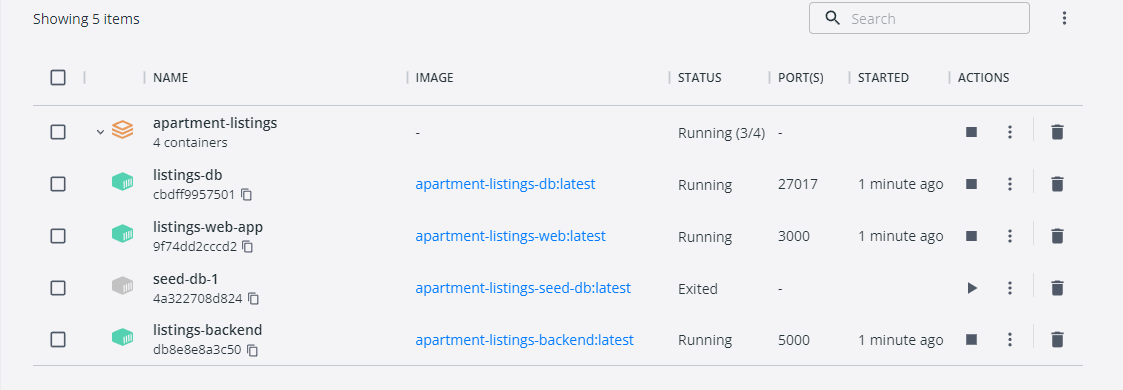 Showing 5 items
Search
NAME IMAGE STATUS PORT(S) STARTED ACTIONS
apartment-listings - Running (3/4) -
4 containers
listings-db apartment-listings-db:latest Running 27017 1 minute ago
cbdff9957501
listings-web-app apartment-listings-web:latest Running 3000 1 minute ago
9f74dd2cccd2
seed-db-1 apartment-listings-seed-db:latest Exited -
4a322708d824
listings-backend apartment-listings-backend:latest Running 5000 1 minute ago
db8e8e8a3c50